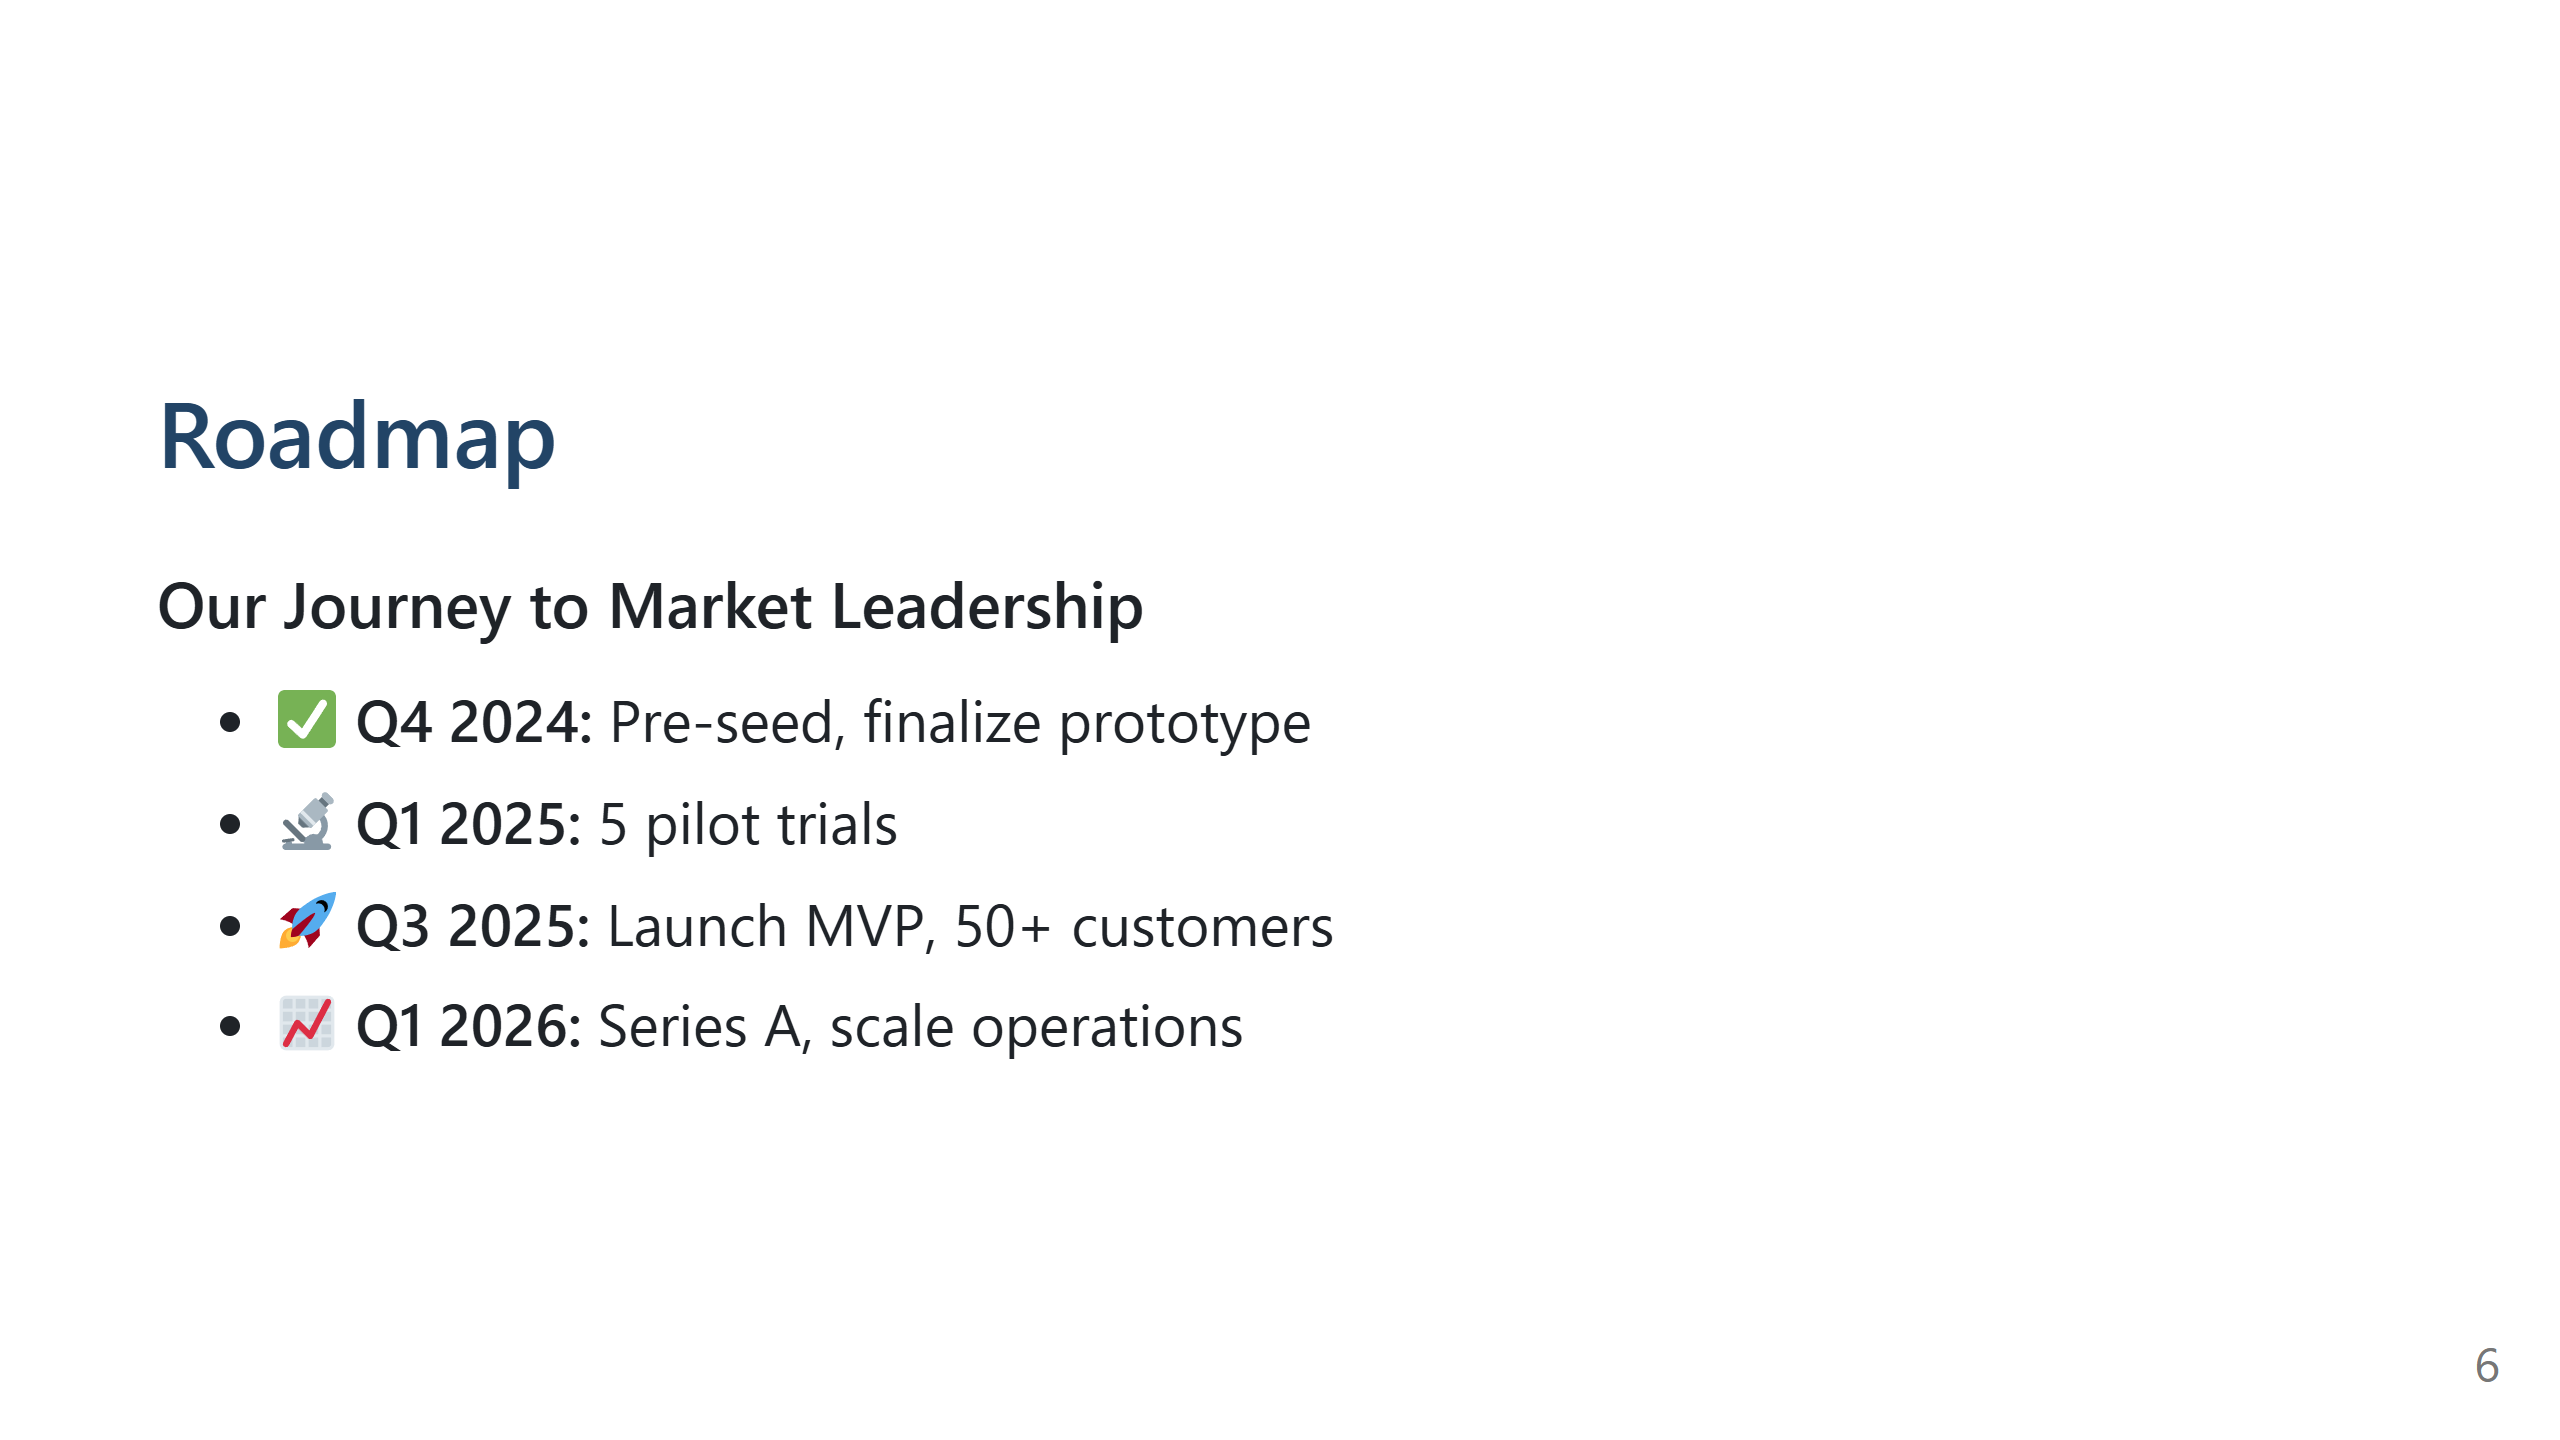 Roadmap
Our Journey to Market Leadership
• ✅ Q4 2024: Pre-seed, finalize prototype
• 🔬 Q1 2025: 5 pilot trials
• 🚀 Q3 2025: Launch MVP, 50+ customers
• 📈 Q1 2026: Series A, scale operations
6